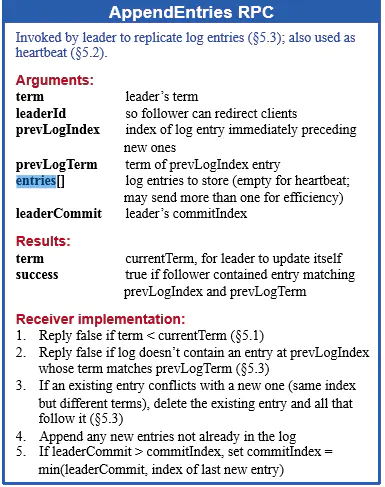 AppendEntries RPC
Invoked by leader to replicate log entries (§5.3); also used as
heartbeat (§5.2).
Arguments:
term leader's term
leaderId so follower can redirect clients
prevLogIndex index of log entry immediately preceding
new ones
prevLogTerm term of prevLogIndex entry
entries[] log entries to store (empty for heartbeat;
may send more than one for efficiency)
leaderCommit leader's commitIndex
Results:
term currentTerm, for leader to update itself
success true if follower contained entry matching
prevLogIndex and prevLogTerm
Receiver implementation:
1. Reply false if term < currentTerm (§5.1)
2. Reply false if log doesn't contain an entry at prevLogIndex
whose term matches prevLogTerm (§5.3)
3. If an existing entry conflicts with a new one (same index
but different terms), delete the existing entry and all that
follow it (§5.3)
4. Append any new entries not already in the log
5. If leaderCommit > commitIndex, set commitIndex =
min(leaderCommit, index of last new entry)